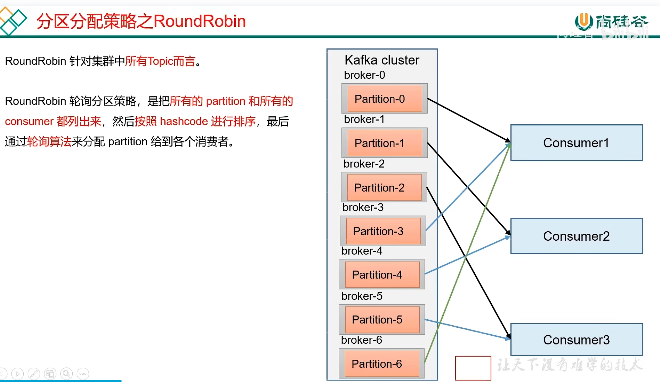 分区分配策略之RoundRobin
尚硅谷
RoundRobin 针对集群中所有Topic而言。
RoundRobin 轮询分区策略，是把所有的 partition 和所有的
consumer 都列出来，然后按照 hashcode 进行排序，最后
通过轮询算法来分配 partition 给到各个消费者。
Kafka cluster
broker-0
Partition-0
broker-1
Partition-1
broker-2
Partition-2
broker-3
Partition-3
broker-4
Partition-4
broker-5
Partition-5
broker-6
Partition-6
Consumer1
Consumer2
Consumer3
让天下没有难学的技术